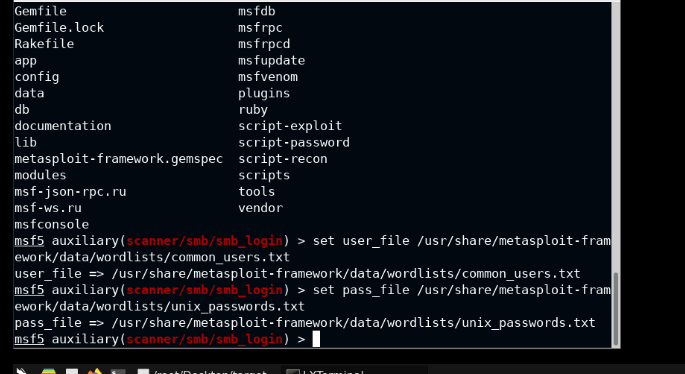 Gemfile msfdb
Gemfile.lock msfrpc
Rakefile msfrpcd
app msfupdate
config msfvenom
data plugins
db ruby
documentation script-exploit
lib script-password
metasploit-framework.gemspec script-recon
modules scripts
msf-json-rpc.ru tools
msf-ws.ru vendor
msfconsole
msf5 auxiliary(scanner/smb/smb_login) > set user_file /usr/share/metasploit-fram
ework/data/wordlists/common_users.txt
user_file => /usr/share/metasploit-framework/data/wordlists/common_users.txt
msf5 auxiliary(scanner/smb/smb_login) > set pass_file /usr/share/metasploit-fram
ework/data/wordlists/unix_passwords.txt
pass_file => /usr/share/metasploit-framework/data/wordlists/unix_passwords.txt
msf5 auxiliary(scanner/smb/smb_login) >